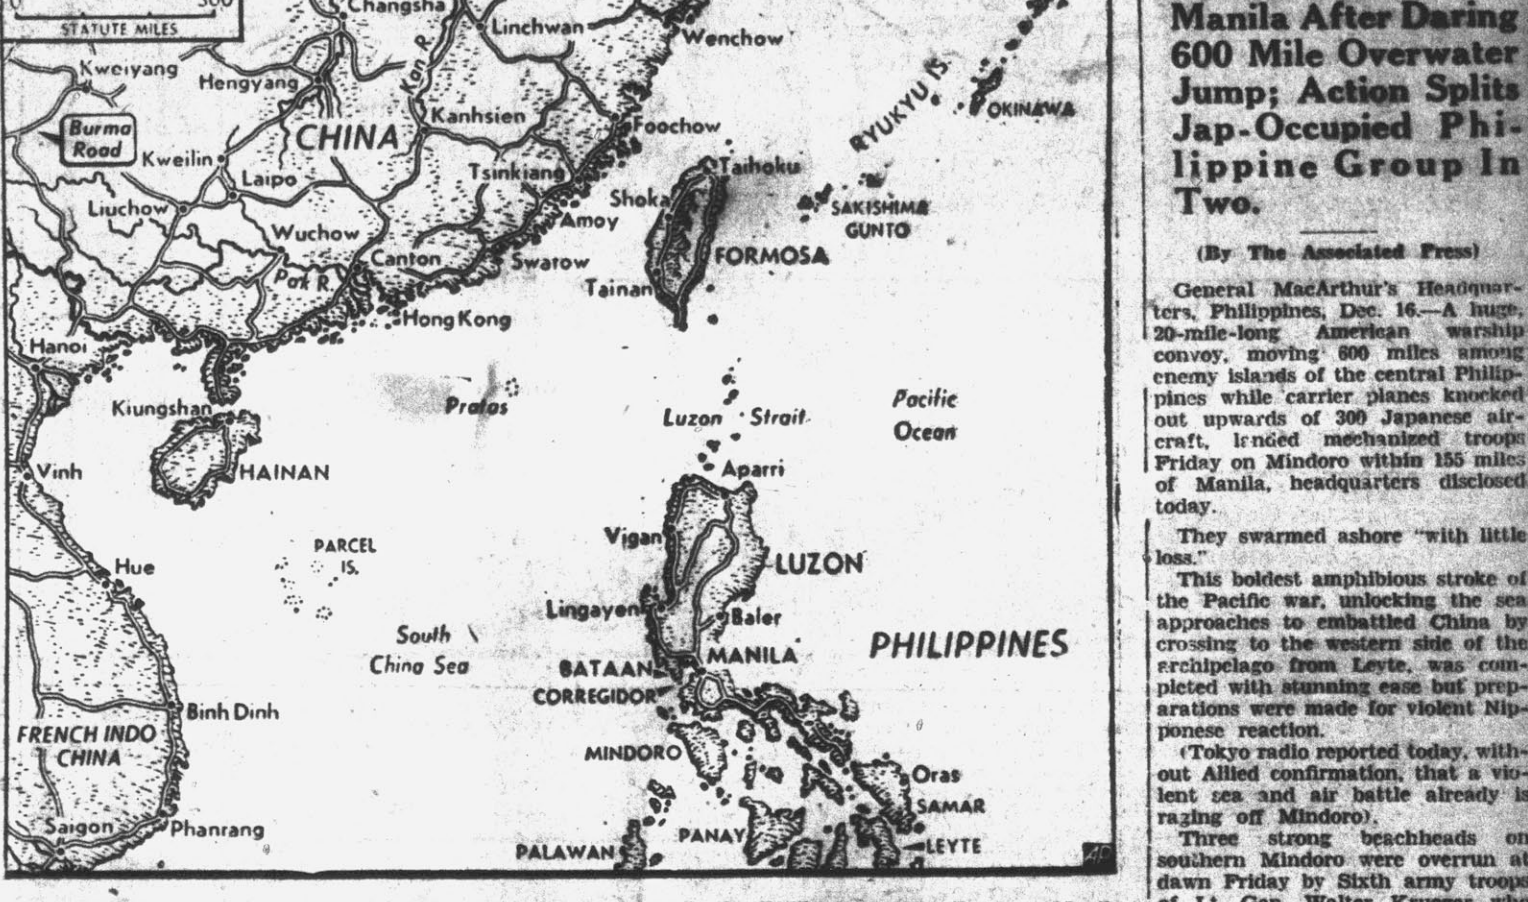 0 300
STATUTE MILES
Changsha
Linchwan
Wenchow
Kweiyang
Hengyang
Kan R.
RYUKYU IS.
OKINAWA
Burma
Road
CHINA
Kanhsien
Foochow
Kweilin
Tsinkiang
Taihoku
Laipo
Shoka
Liuchow
Amoy
SAKISHIMA
GUNTO
Wuchow
Canton
Swatow
FORMOSA
Pak R.
Tainan
Hong Kong
Hanoi
Kiungshan
Pratas
Luzon Strait
Pacific
Ocean
Vinh
HAINAN
Aparri
Vigan
PARCEL
IS.
Hue
LUZON
Lingayen
Baler
South
China Sea
PHILIPPINES
MANILA
BATAAN
CORREGIDOR
Binh Dinh
FRENCH INDO
CHINA
MINDORO
Oras
SAMAR
Saigon
Phanrang
PANAY
PALAWAN
LEYTE
AP
Manila After Daring
600 Mile Overwater
Jump; Action Splits
Jap-Occupied Phi-
lippine Group In
Two.
(By The Associated Press)
General MacArthur's Headquar-
ters, Philippines, Dec. 16.—A huge,
20-mile-long American warship
convoy, moving 600 miles among
enemy islands of the central Philip-
pines while carrier planes knocked
out upwards of 300 Japanese air-
craft, landed mechanized troops
Friday on Mindoro within 155 miles
of Manila, headquarters disclosed
today.
They swarmed ashore "with little
loss."
This boldest amphibious stroke of
the Pacific war, unlocking the sea
approaches to embattled China by
crossing to the western side of the
archipelago from Leyte, was com-
pleted with stunning ease but prep-
arations were made for violent Nip-
ponese reaction.
(Tokyo radio reported today, with-
out Allied confirmation, that a vio-
lent sea and air battle already is
raging off Mindoro).
Three strong beachheads on
southern Mindoro were overrun at
dawn Friday by Sixth army troops
of Lt. Gen. Walter Krueger who